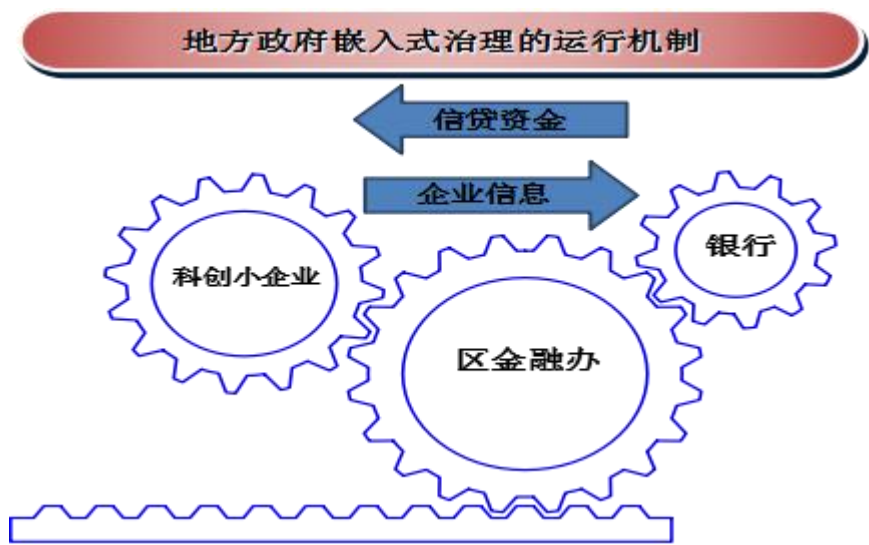 地方政府嵌入式治理的运行机制
信贷资金
企业信息
科创小企业
银行
区金融办